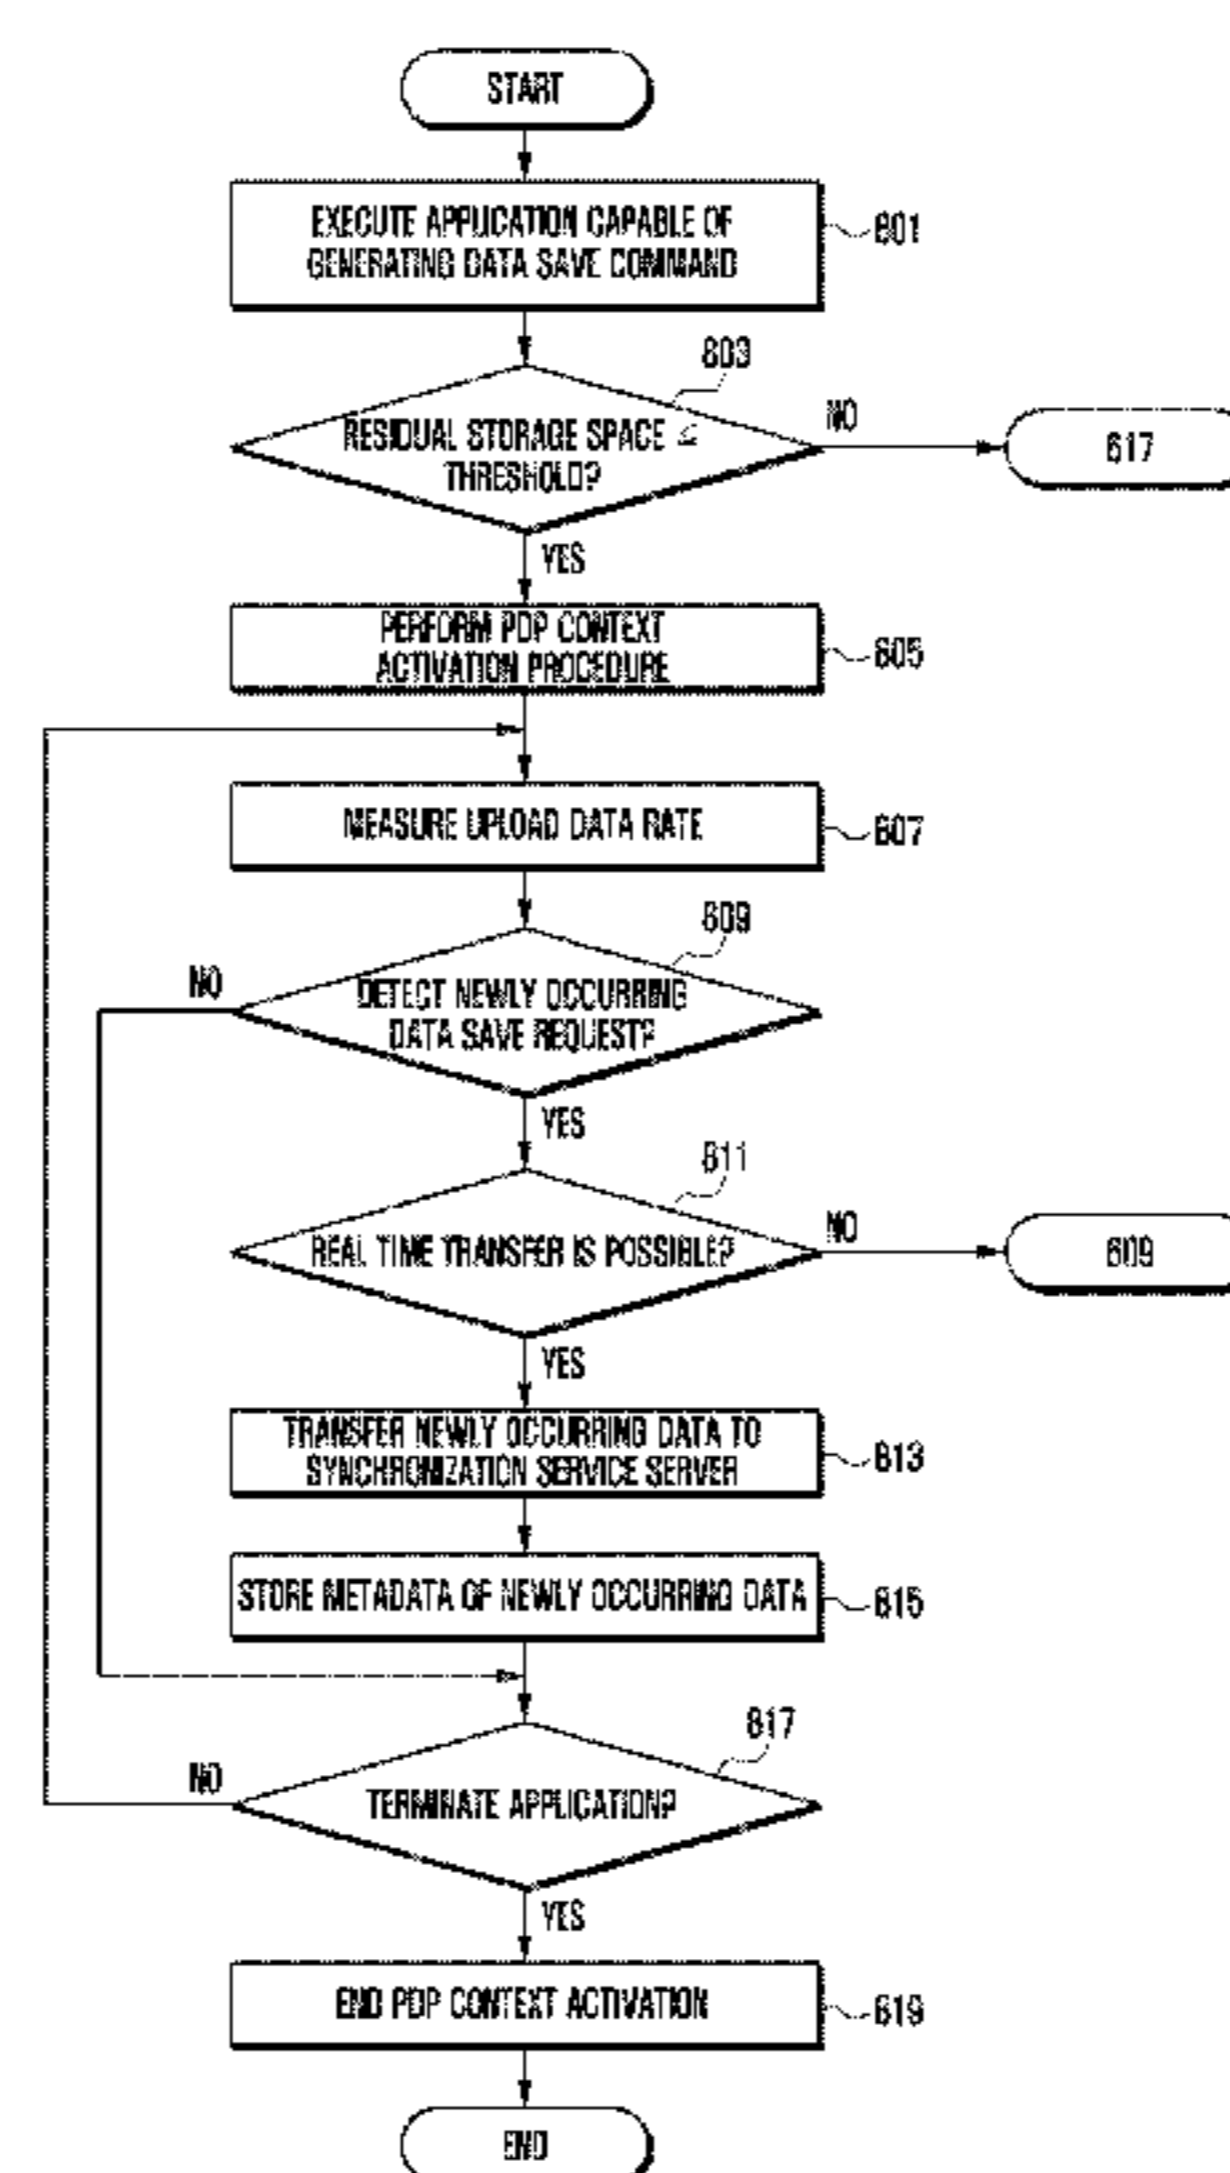 START
EXECUTE APPLICATION CAPABLE OF
GENERATING DATA SAVE COMMAND
601
603
RESIDUAL STORAGE SPACE ≤
THRESHOLD?
NO
617
YES
PERFORM PDP CONTEXT
ACTIVATION PROCEDURE
605
MEASURE UPLOAD DATA RATE
607
609
NO
DETECT NEWLY OCCURRING
DATA SAVE REQUEST?
YES
611
REAL TIME TRANSFER IS POSSIBLE?
NO
609
YES
TRANSFER NEWLY OCCURRING DATA TO
SYNCHRONIZATION SERVICE SERVER
613
STORE METADATA OF NEWLY OCCURRING DATA
615
617
NO
TERMINATE APPLICATION?
YES
END PDP CONTEXT ACTIVATION
619
END